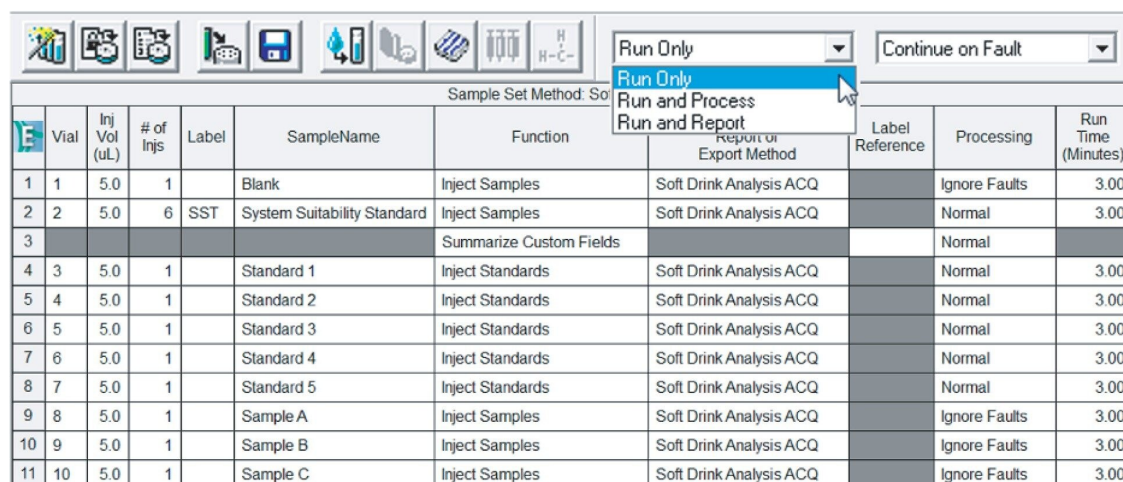 H
H-C-
Run Only
Continue on Fault
Run Only
Run and Process
Run and Report
Sample Set Method: So
E Vial Inj Vol (uL) # of Injs Label SampleName Function Report or Export Method Label Reference Processing Run Time (Minutes)
1 1 5.0 1 Blank Inject Samples Soft Drink Analysis ACQ Ignore Faults 3.00
2 2 5.0 6 SST System Suitability Standard Inject Samples Soft Drink Analysis ACQ Normal 3.00
3 Summarize Custom Fields Normal
4 3 5.0 1 Standard 1 Inject Standards Soft Drink Analysis ACQ Normal 3.00
5 4 5.0 1 Standard 2 Inject Standards Soft Drink Analysis ACQ Normal 3.00
6 5 5.0 1 Standard 3 Inject Standards Soft Drink Analysis ACQ Normal 3.00
7 6 5.0 1 Standard 4 Inject Standards Soft Drink Analysis ACQ Normal 3.00
8 7 5.0 1 Standard 5 Inject Standards Soft Drink Analysis ACQ Normal 3.00
9 8 5.0 1 Sample A Inject Samples Soft Drink Analysis ACQ Ignore Faults 3.00
10 9 5.0 1 Sample B Inject Samples Soft Drink Analysis ACQ Ignore Faults 3.00
11 10 5.0 1 Sample C Inject Samples Soft Drink Analysis ACQ Ignore Faults 3.00